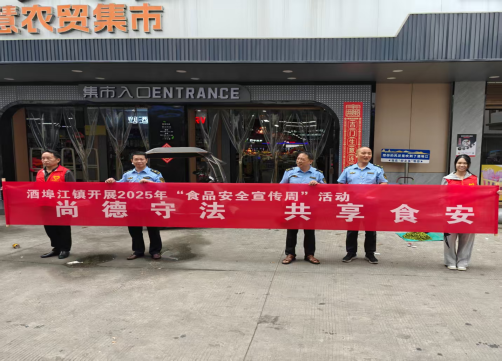 慧农贸集市
集市入口ENTRANCE
酒埠江镇开展2025年“食品安全宣传周”活动
尚德守法 共享食安